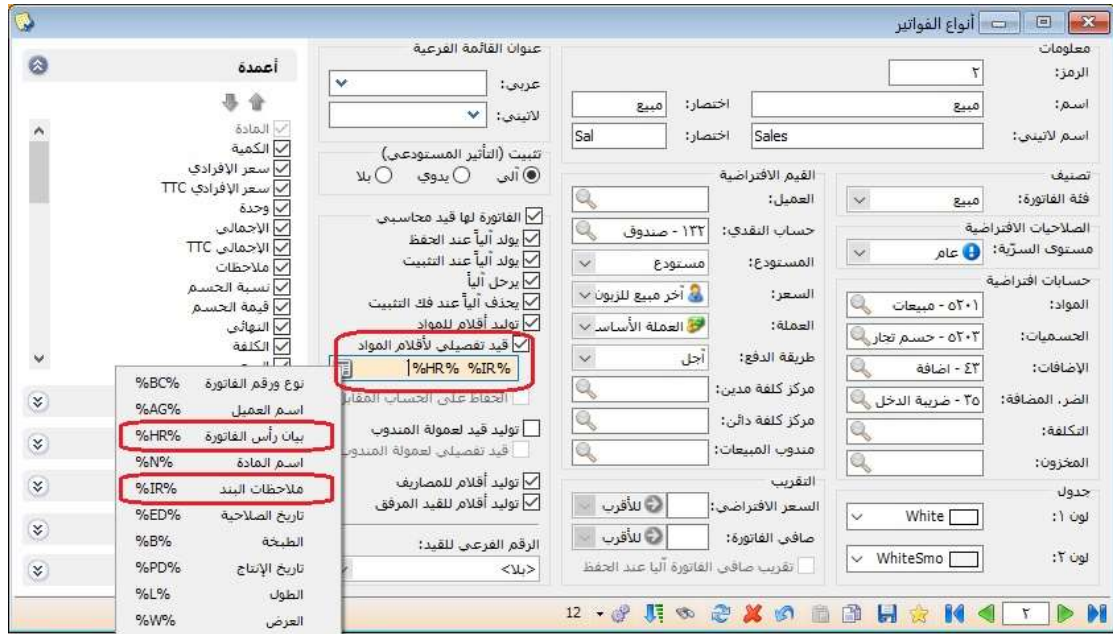 أنواع الفواتير
معلومات
الرمز: ٢
اسم: مبيع
اختصار: مبيع
اسم لاتيني: Sales
اختصار: Sal
تصنيف
فئة الفاتورة: مبيع
الصلاحيات الافتراضية
مستوى السرّية: عام
حسابات افتراضية
المواد: ٥٢٠١ - مبيعات
الحسميات: ٥٢٠٢ - حسم تجار
الإضافات: ٤٣ - اضافة
الضر. المضافة: ٣٥ - ضريبة الدخل
التكلفة:
المخزون:
جدول
لون ١: White
لون ٢: WhiteSmo
القيم الافتراضية
العميل:
حساب النقدي: ١٣٢ - صندوق
المستودع: مستودع
السعر: آخر مبيع للزبون
العملة: العملة الأساس
طريقة الدفع: آجل
مركز كلفة مدين:
مركز كلفة دائن:
مندوب المبيعات:
التقريب
السعر الافتراضي: للأقرب
صافي الفاتورة: للأقرب
تقريب صافي الفاتورة آليا عند الحفظ
عنوان القائمة الفرعية
عربي:
لاتيني:
تثبيت (التأثير المستودعي)
آلي يدوي بلا
الفاتورة لها قيد محاسبي
يولد آلياً عند الحفظ
يولد آلياً عند التثبيت
يرحل آلياً
يحذف آلياً عند فك التثبيت
توليد أقلام للمواد
قيد تفصيلي لأقلام المواد
%HR% %IR%
الحفاظ على الحساب المقابل
توليد قيد لعمولة المندوب
قيد تفصيلي لعمولة المندوب
توليد أقلام للمصاريف
توليد أقلام للقيد المرفق
الرقم الفرعي للقيد:
<بلا>
أعمدة
المادة
الكمية
سعر الإفرادي
سعر الإفرادي TTC
وحدة
الإجمالي
الإجمالي TTC
ملاحظات
نسبة الحسم
قيمة الحسم
النهائي
الكلفة
نوع ورقم الفاتورة %BC%
اسم العميل %AG%
بيان رأس الفاتورة %HR%
اسم المادة %N%
ملاحظات البند %IR%
تاريخ الصلاحية %ED%
الطبخة %B%
تاريخ الإنتاج %PD%
الطول %L%
العرض %W%
٢
12